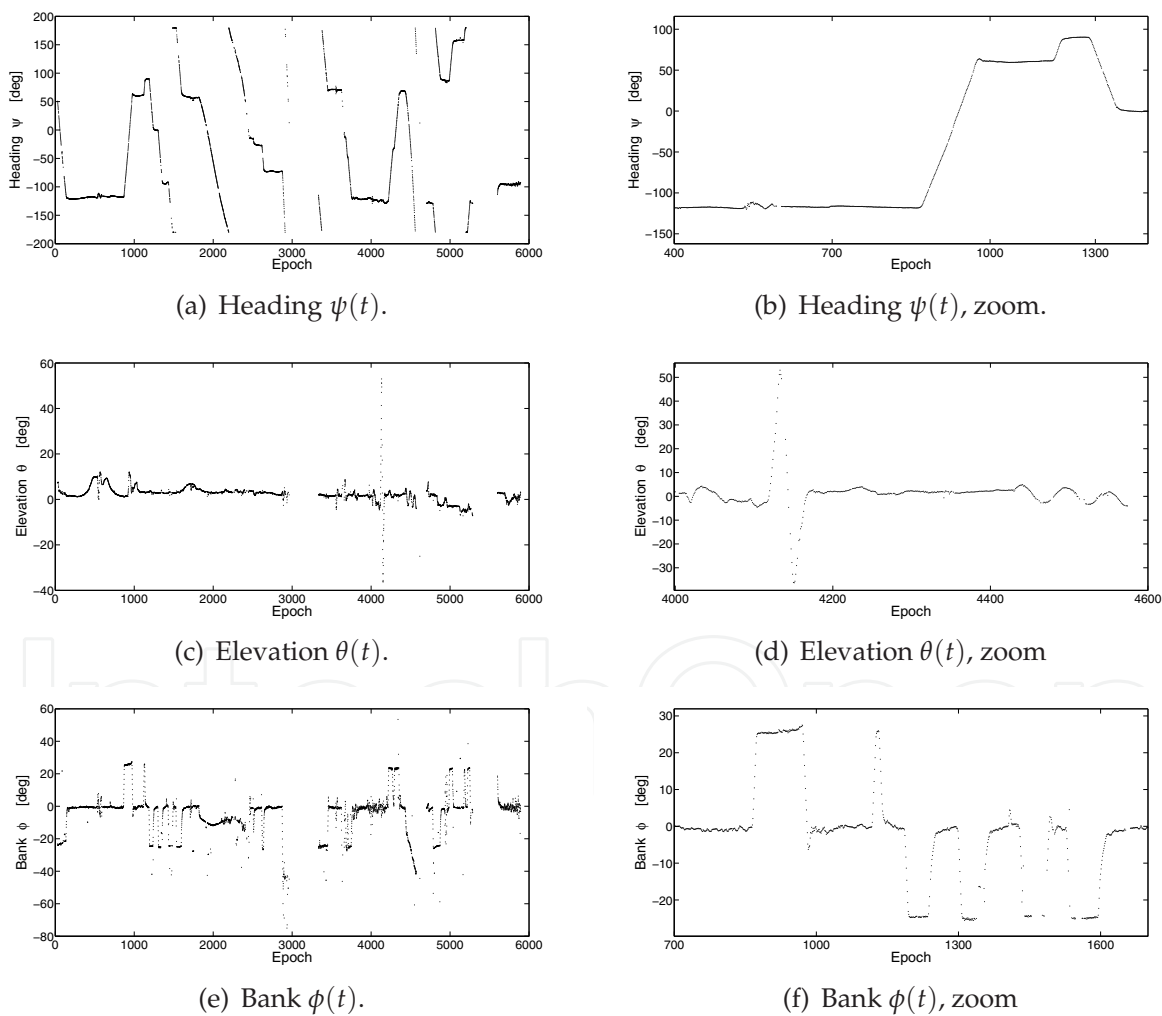 200
150
100
50
0
−50
−100
−150
−200
Heading ψ [deg]
0 1000 2000 3000 4000 5000 6000
Epoch
(a) Heading ψ(t).
100
50
0
−50
−100
−150
Heading ψ [deg]
400 700 1000 1300
Epoch
(b) Heading ψ(t), zoom.
60
40
20
0
−20
−40
Elevation θ [deg]
0 1000 2000 3000 4000 5000 6000
Epoch
(c) Elevation θ(t).
50
40
30
20
10
0
−10
−20
−30
Elevation θ [deg]
4000 4200 4400 4600
Epoch
(d) Elevation θ(t), zoom
60
40
20
0
−20
−40
−60
−80
Bank ϕ [deg]
0 1000 2000 3000 4000 5000 6000
Epoch
(e) Bank ϕ(t).
30
20
10
0
−10
−20
Bank ϕ [deg]
700 1000 1300 1600
Epoch
(f) Bank ϕ(t), zoom